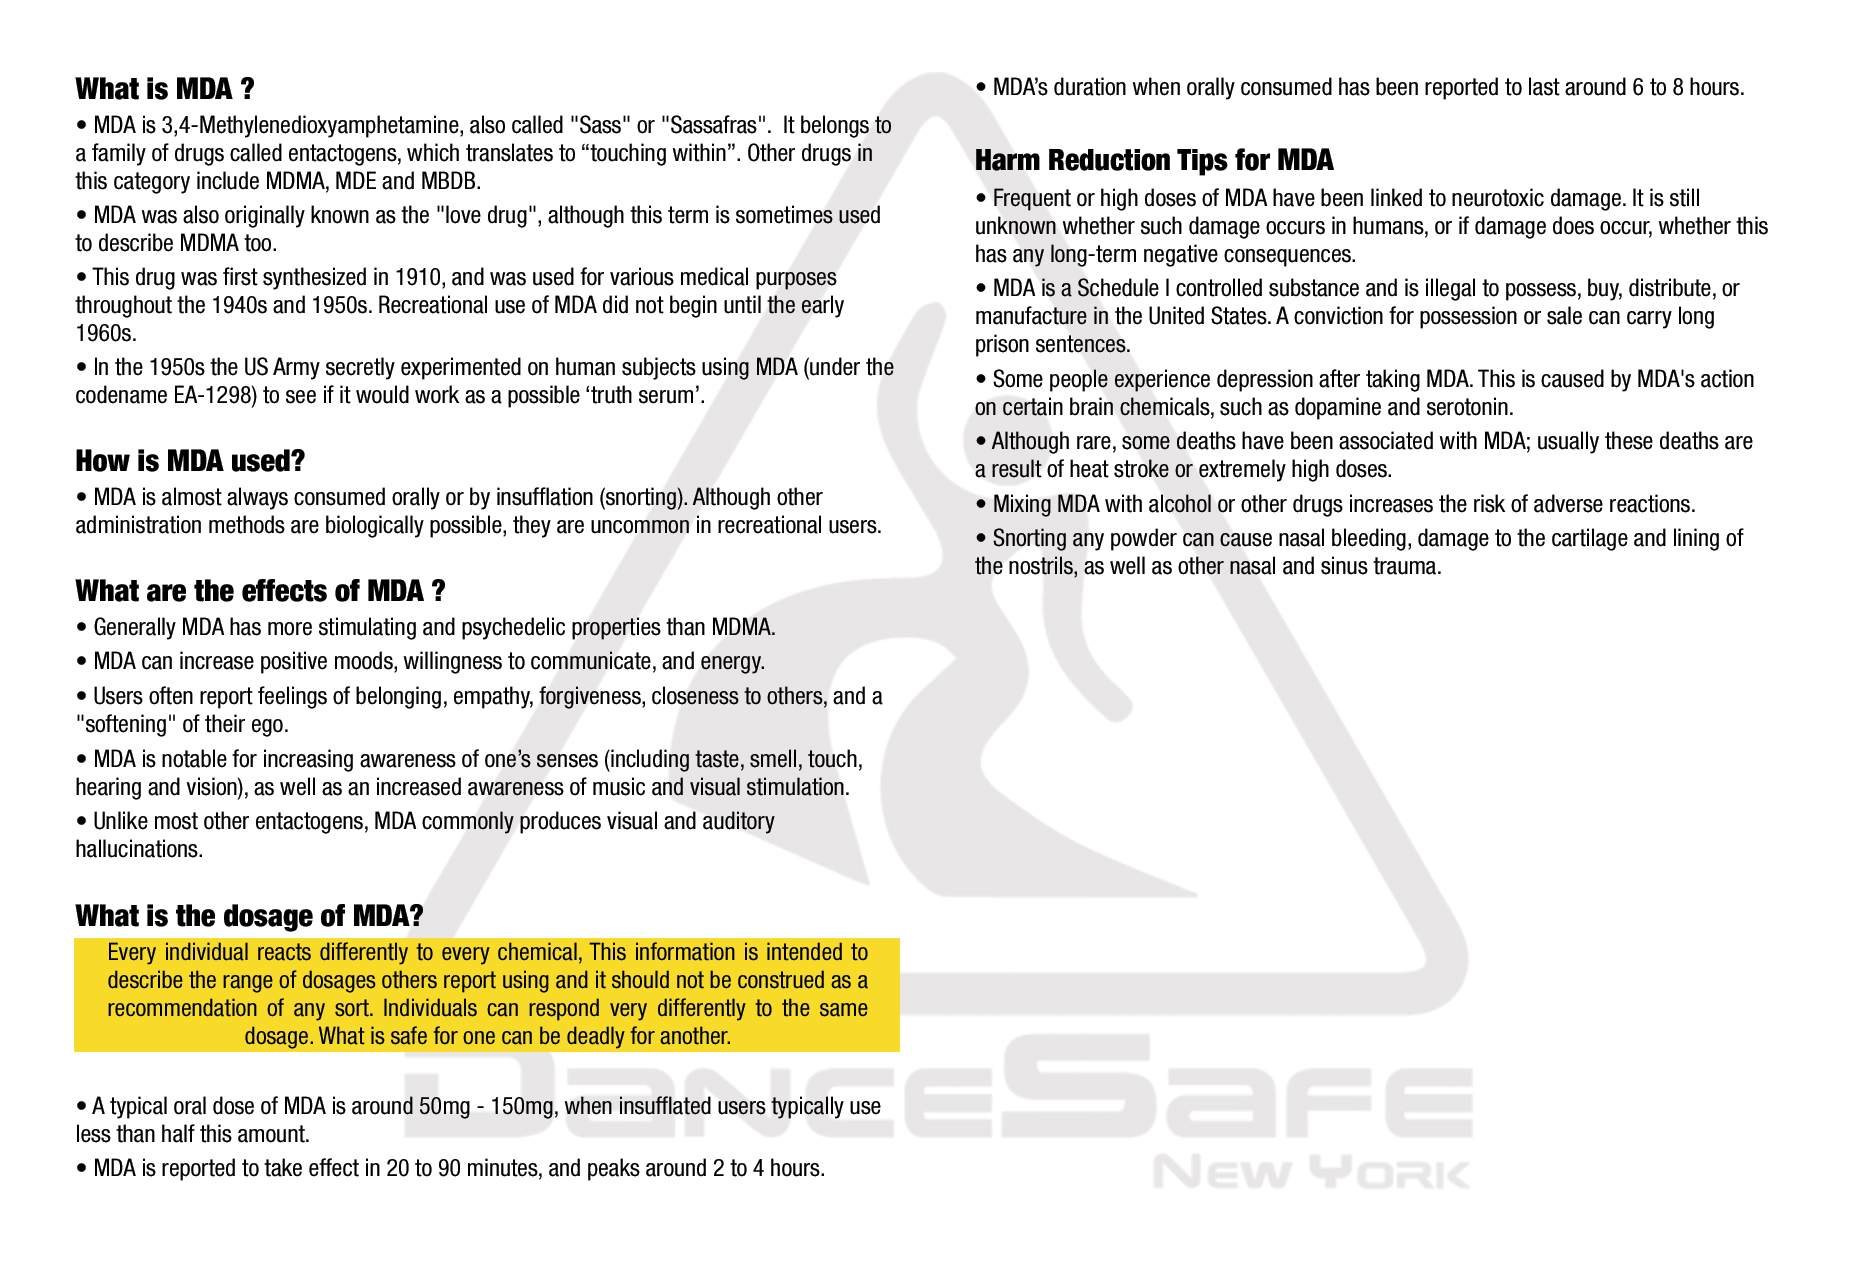 What is MDA ?
• MDA is 3,4-Methylenedioxyamphetamine, also called "Sass" or "Sassafras".  It belongs to
a family of drugs called entactogens, which translates to “touching within”. Other drugs in
this category include MDMA, MDE and MBDB.
• MDA was also originally known as the "love drug", although this term is sometimes used
to describe MDMA too.
• This drug was first synthesized in 1910, and was used for various medical purposes
throughout the 1940s and 1950s. Recreational use of MDA did not begin until the early
1960s.
• In the 1950s the US Army secretly experimented on human subjects using MDA (under the
codename EA-1298) to see if it would work as a possible ‘truth serum’.
How is MDA used?
• MDA is almost always consumed orally or by insufflation (snorting). Although other
administration methods are biologically possible, they are uncommon in recreational users.
What are the effects of MDA ?
• Generally MDA has more stimulating and psychedelic properties than MDMA.
• MDA can increase positive moods, willingness to communicate, and energy.
• Users often report feelings of belonging, empathy, forgiveness, closeness to others, and a
"softening" of their ego.
• MDA is notable for increasing awareness of one’s senses (including taste, smell, touch,
hearing and vision), as well as an increased awareness of music and visual stimulation.
• Unlike most other entactogens, MDA commonly produces visual and auditory
hallucinations.
What is the dosage of MDA?
Every individual reacts differently to every chemical, This information is intended to
describe the range of dosages others report using and it should not be construed as a
recommendation of any sort. Individuals can respond very differently to the same
dosage. What is safe for one can be deadly for another.
• A typical oral dose of MDA is around 50mg - 150mg, when insufflated users typically use
less than half this amount.
• MDA is reported to take effect in 20 to 90 minutes, and peaks around 2 to 4 hours.
• MDA’s duration when orally consumed has been reported to last around 6 to 8 hours.
Harm Reduction Tips for MDA
• Frequent or high doses of MDA have been linked to neurotoxic damage. It is still
unknown whether such damage occurs in humans, or if damage does occur, whether this
has any long-term negative consequences.
• MDA is a Schedule I controlled substance and is illegal to possess, buy, distribute, or
manufacture in the United States. A conviction for possession or sale can carry long
prison sentences.
• Some people experience depression after taking MDA. This is caused by MDA's action
on certain brain chemicals, such as dopamine and serotonin.
• Although rare, some deaths have been associated with MDA; usually these deaths are
a result of heat stroke or extremely high doses.
• Mixing MDA with alcohol or other drugs increases the risk of adverse reactions.
• Snorting any powder can cause nasal bleeding, damage to the cartilage and lining of
the nostrils, as well as other nasal and sinus trauma.
DanceSafe
New York